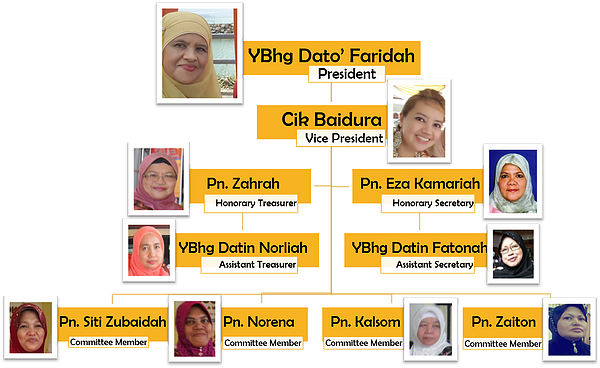 YBhg Dato' Faridah
President
Cik Baidura
Vice President
Pn. Zahrah
Honorary Treasurer
Pn. Eza Kamariah
Honorary Secretary
YBhg Datin Norliah
Assistant Treasurer
YBhg Datin Fatonah
Assistant Secretary
Pn. Siti Zubaidah
Committee Member
Pn. Norena
Committee Member
Pn. Kalsom
Committee Member
Pn. Zaiton
Committee Member